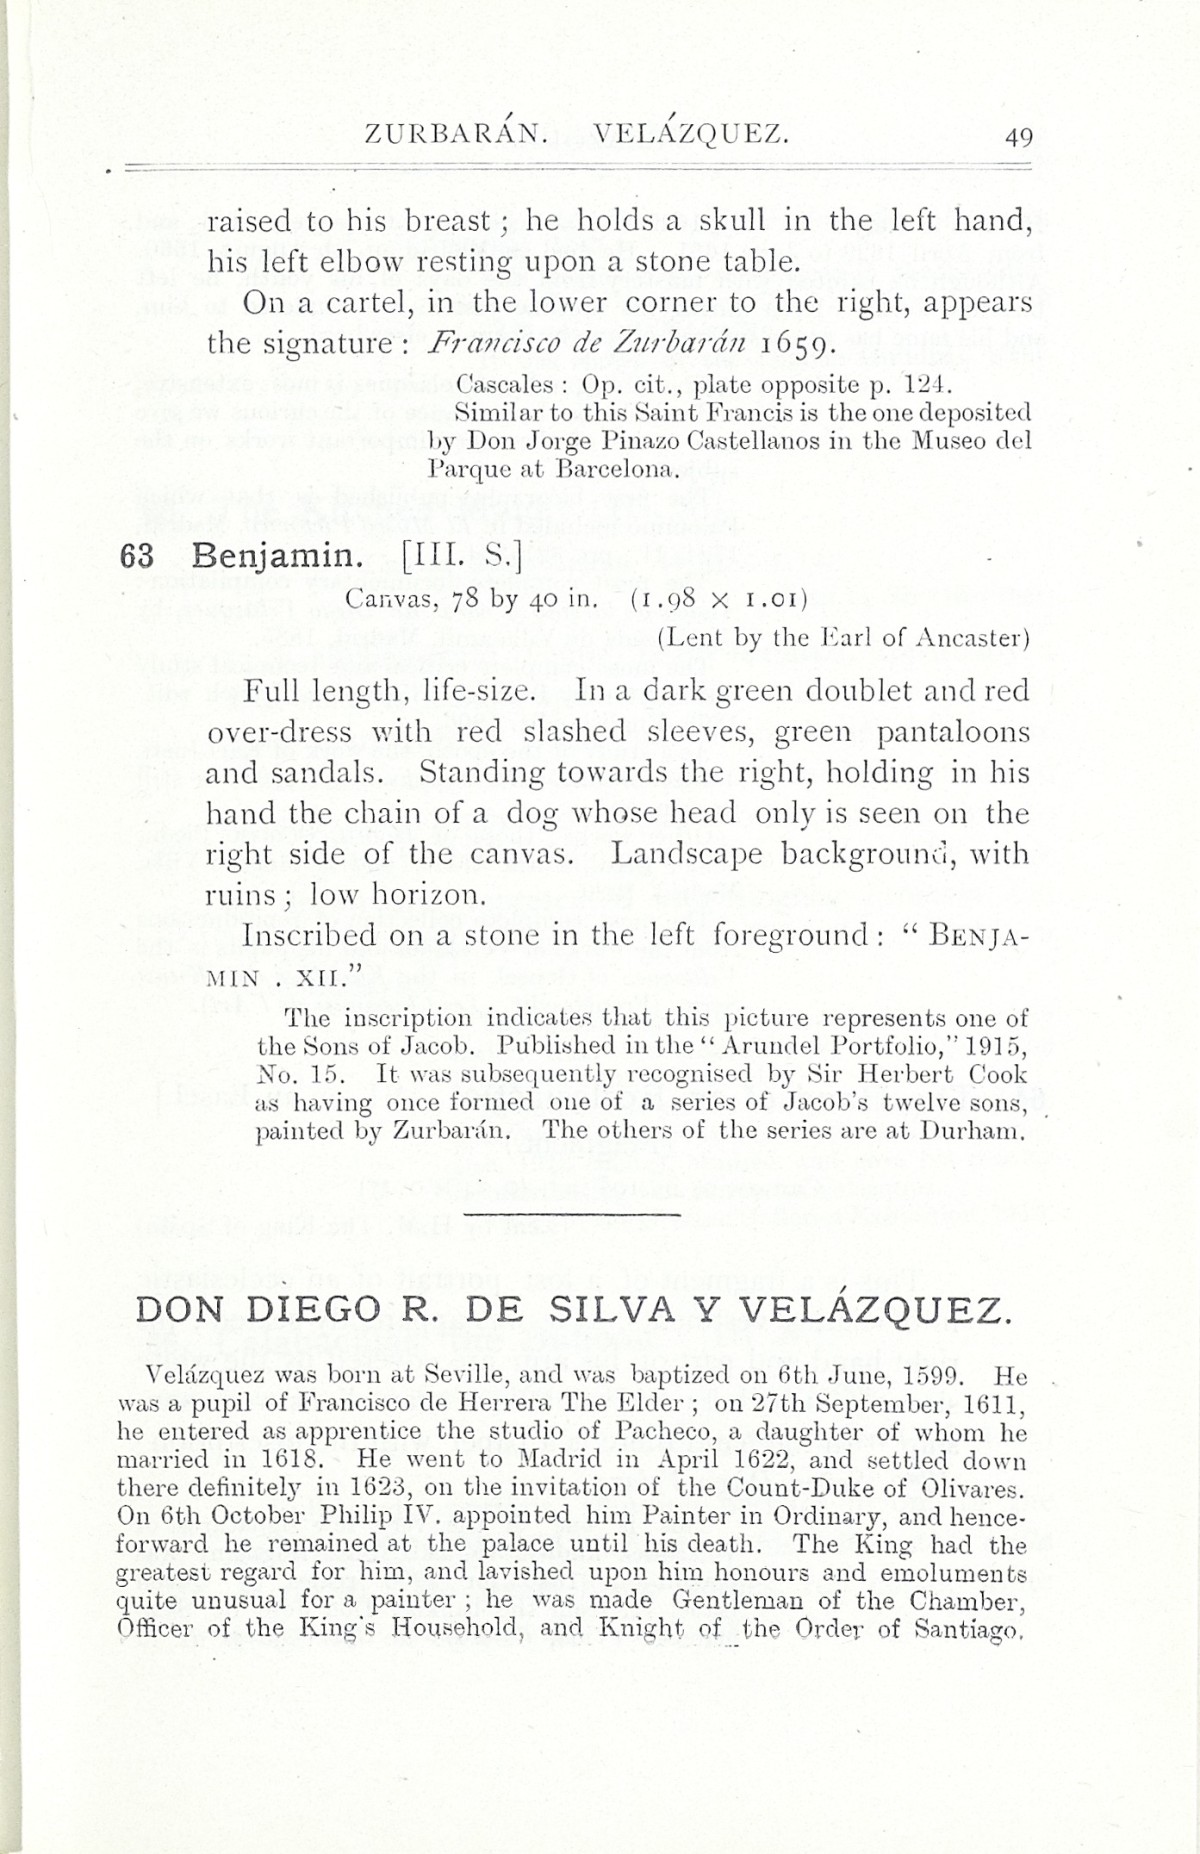 ZURBARÁN. VELÁZQUEZ. 49
raised to his breast ; he holds a skull in the left hand,
his left elbow resting upon a stone table.
On a cartel, in the lower corner to the right, appears
the signature : Francisco de Zurbarán 1659.
Cascales : Op. cit., plate opposite p. 124.
Similar to this Saint Francis is the one deposited
by Don Jorge Pinazo Castellanos in the Museo del
Parque at Barcelona.
63 Benjamin. [III. S.]
Canvas, 78 by 40 in. (1.98 × 1.01)
(Lent by the Earl of Ancaster)
Full length, life-size. In a dark green doublet and red
over-dress with red slashed sleeves, green pantaloons
and sandals. Standing towards the right, holding in his
hand the chain of a dog whose head only is seen on the
right side of the canvas. Landscape background, with
ruins ; low horizon.
Inscribed on a stone in the left foreground : “ BENJA-
MIN . XII.”
The inscription indicates that this picture represents one of
the Sons of Jacob. Published in the “ Arundel Portfolio,” 1915,
No. 15. It was subsequently recognised by Sir Herbert Cook
as having once formed one of a series of Jacob's twelve sons,
painted by Zurbarán. The others of the series are at Durham.
DON DIEGO R. DE SILVA Y VELÁZQUEZ.
Velázquez was born at Seville, and was baptized on 6th June, 1599. He
was a pupil of Francisco de Herrera The Elder ; on 27th September, 1611,
he entered as apprentice the studio of Pacheco, a daughter of whom he
married in 1618. He went to Madrid in April 1622, and settled down
there definitely in 1623, on the invitation of the Count-Duke of Olivares.
On 6th October Philip IV. appointed him Painter in Ordinary, and hence-
forward he remained at the palace until his death. The King had the
greatest regard for him, and lavished upon him honours and emoluments
quite unusual for a painter ; he was made Gentleman of the Chamber,
Officer of the King's Household, and Knight of the Order of Santiago.